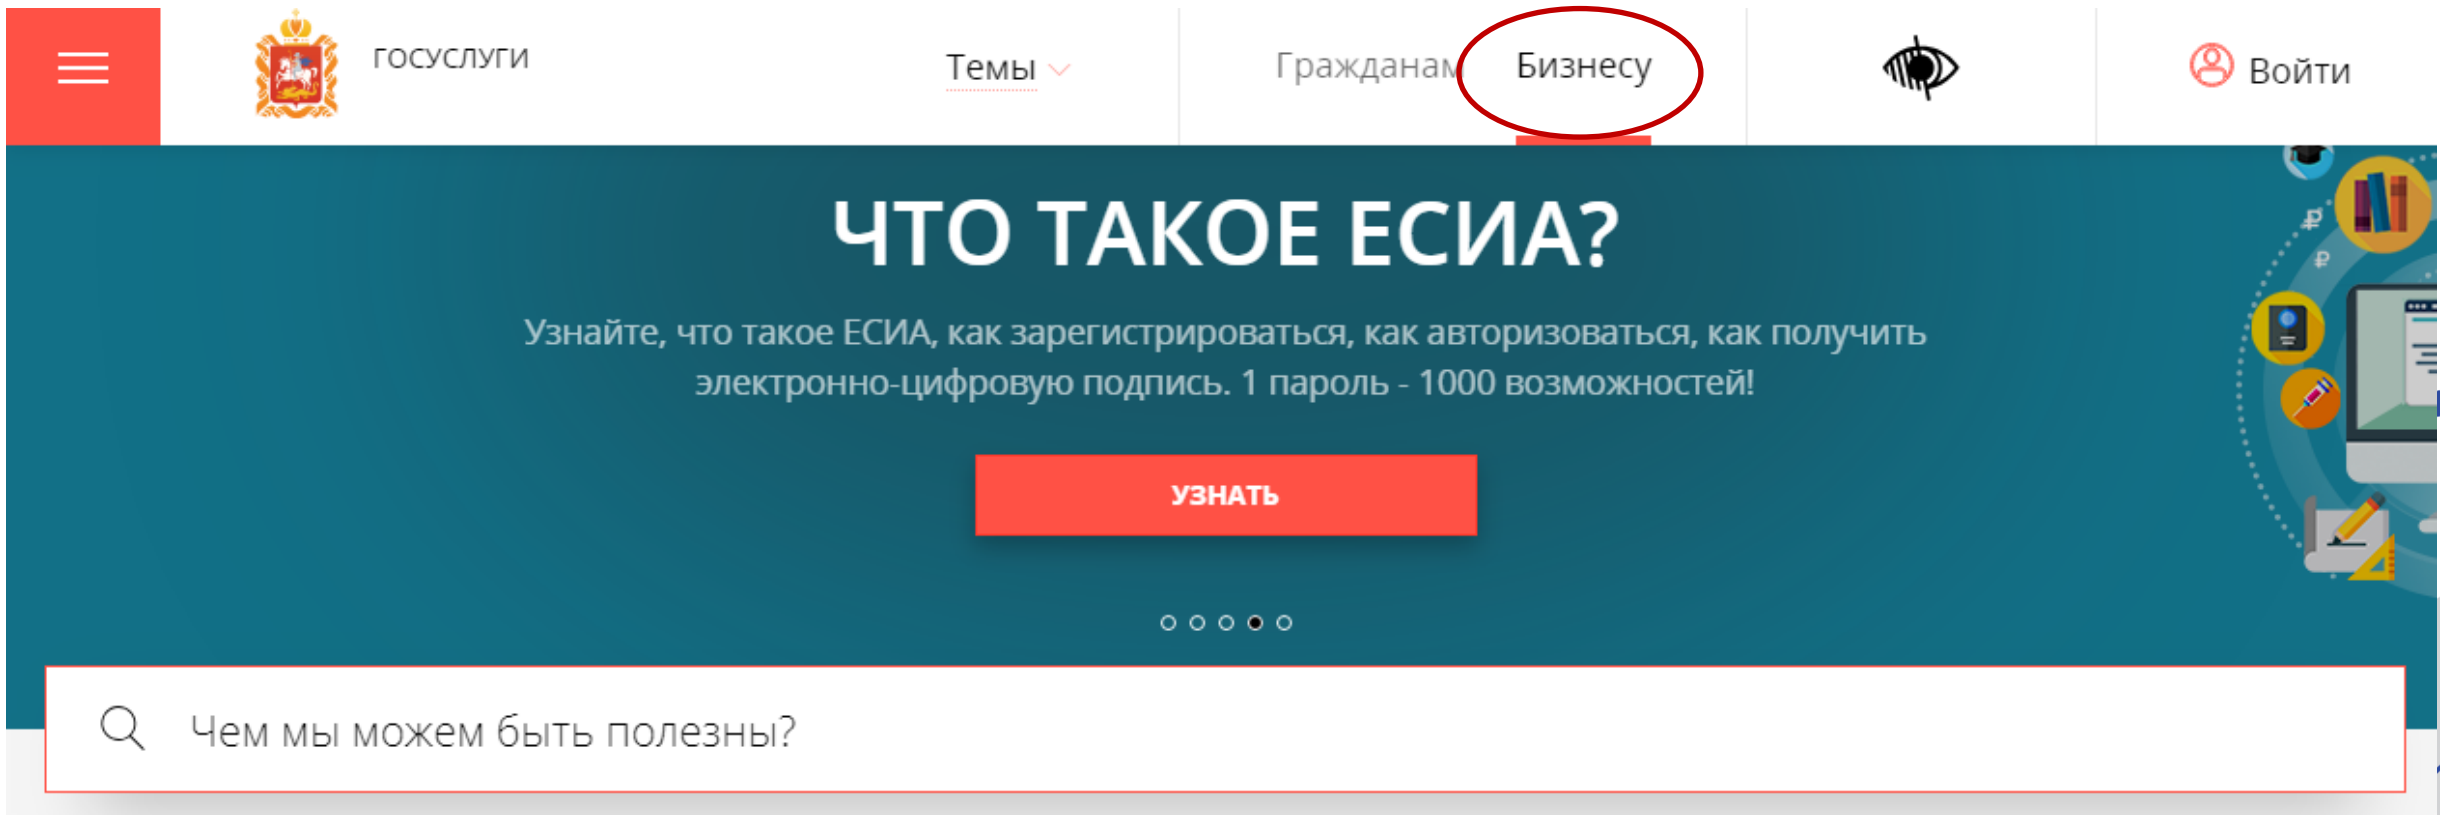 ГОСУСЛУГИ
Темы
Гражданам
Бизнесу
Войти
ЧТО ТАКОЕ ЕСИА?
Узнайте, что такое ЕСИА, как зарегистрироваться, как авторизоваться, как получить
электронно-цифровую подпись. 1 пароль - 1000 возможностей!
УЗНАТЬ
Чем мы можем быть полезны?